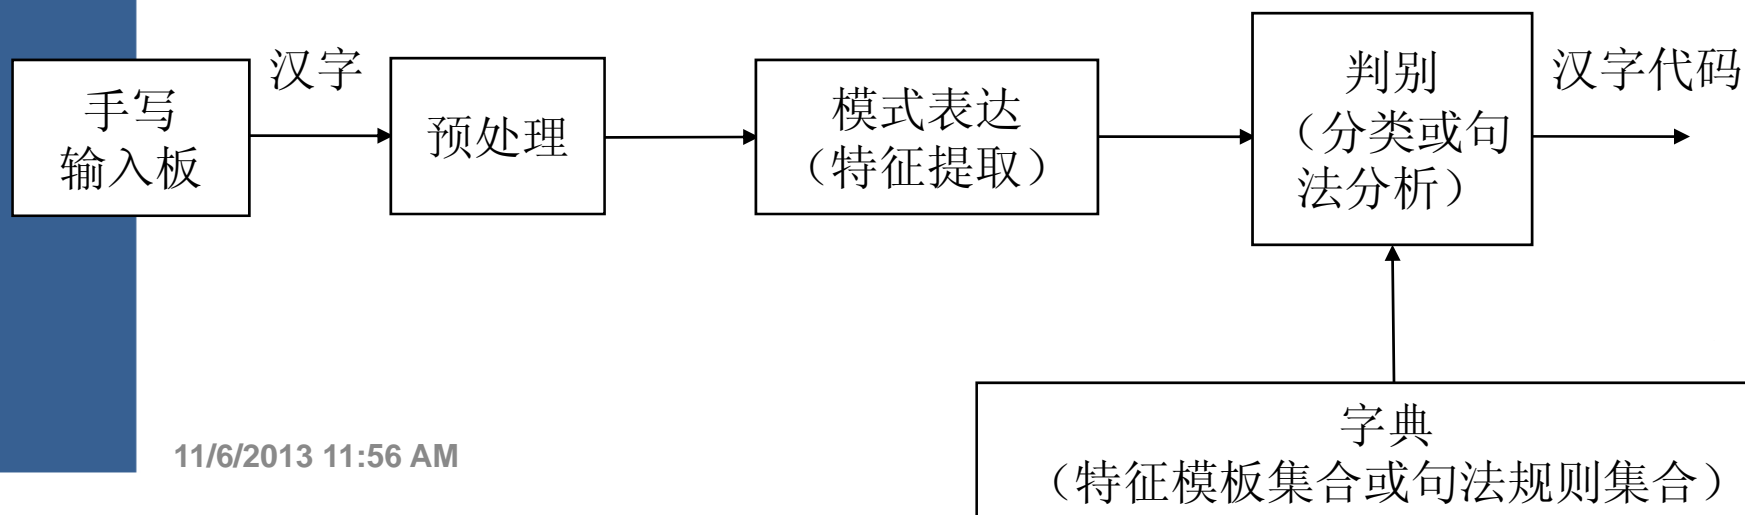 手写
输入板
汉字
预处理
模式表达
（特征提取）
判别
（分类或句
法分析）
汉字代码
字典
（特征模板集合或句法规则集合）
11/6/2013 11:56 AM